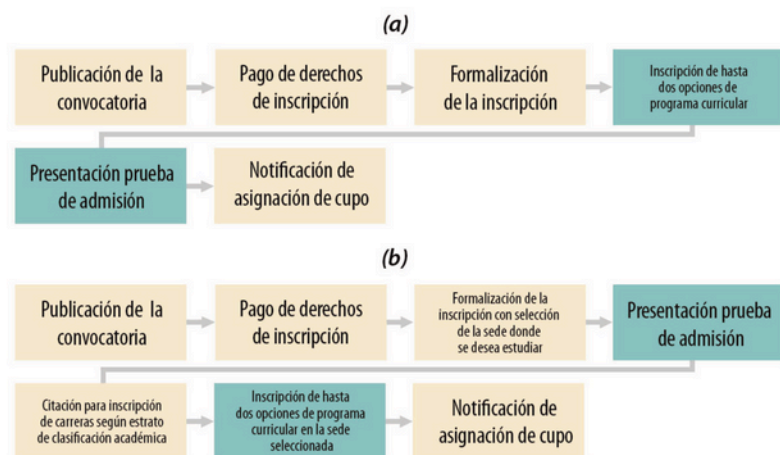 (a)
Publicación de la
convocatoria
Pago de derechos
de inscripción
Formalización
de la inscripción
Inscripción de hasta
dos opciones de
programa curricular
Presentación prueba
de admisión
Notificación de
asignación de cupo
(b)
Publicación de la
convocatoria
Pago de derechos
de inscripción
Formalización de la
inscripción con selección
de la sede donde
se desea estudiar
Presentación prueba
de admisión
Citación para inscripción
de carreras según estrato
de clasificación académica
Inscripción de hasta
dos opciones de programa
curricular en la sede
seleccionada
Notificación de
asignación de cupo